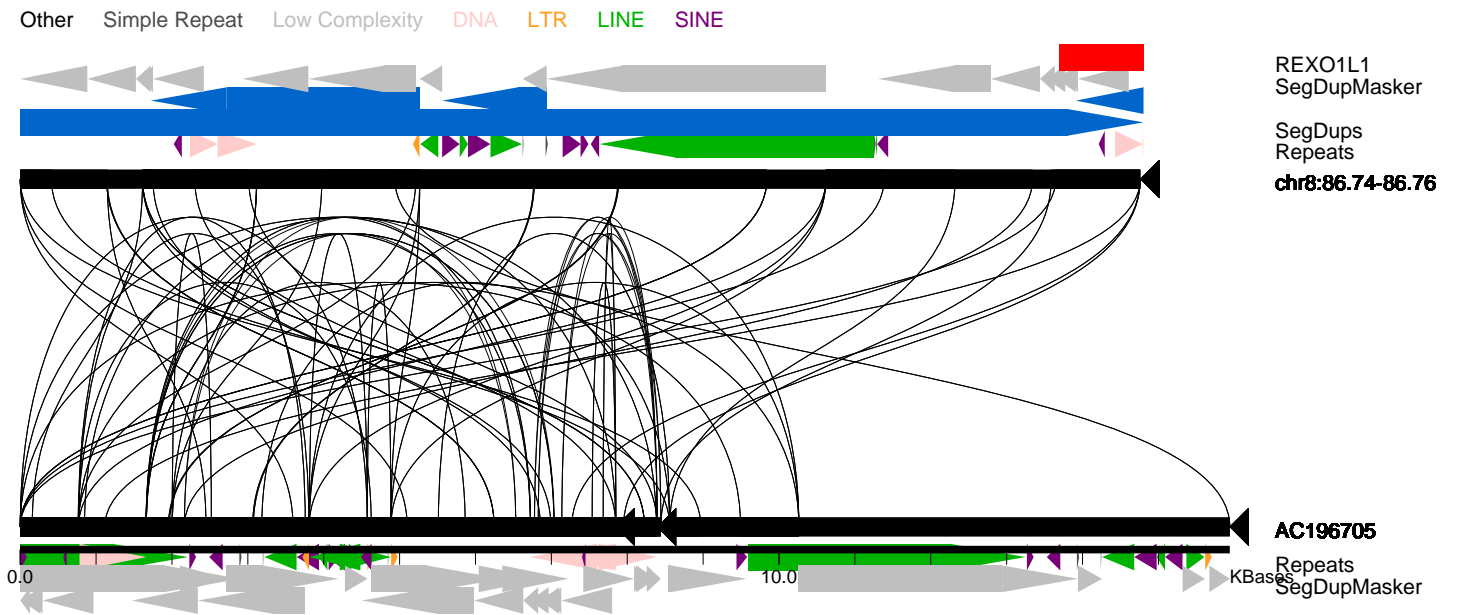 Other Simple Repeat Low Complexity DNA LTR LINE SINE
REXO1L1
SegDupMasker
SegDups
Repeats
chr8:86.74-86.76
AC196705
Repeats
0.0 10.0 KBases
SegDupMasker